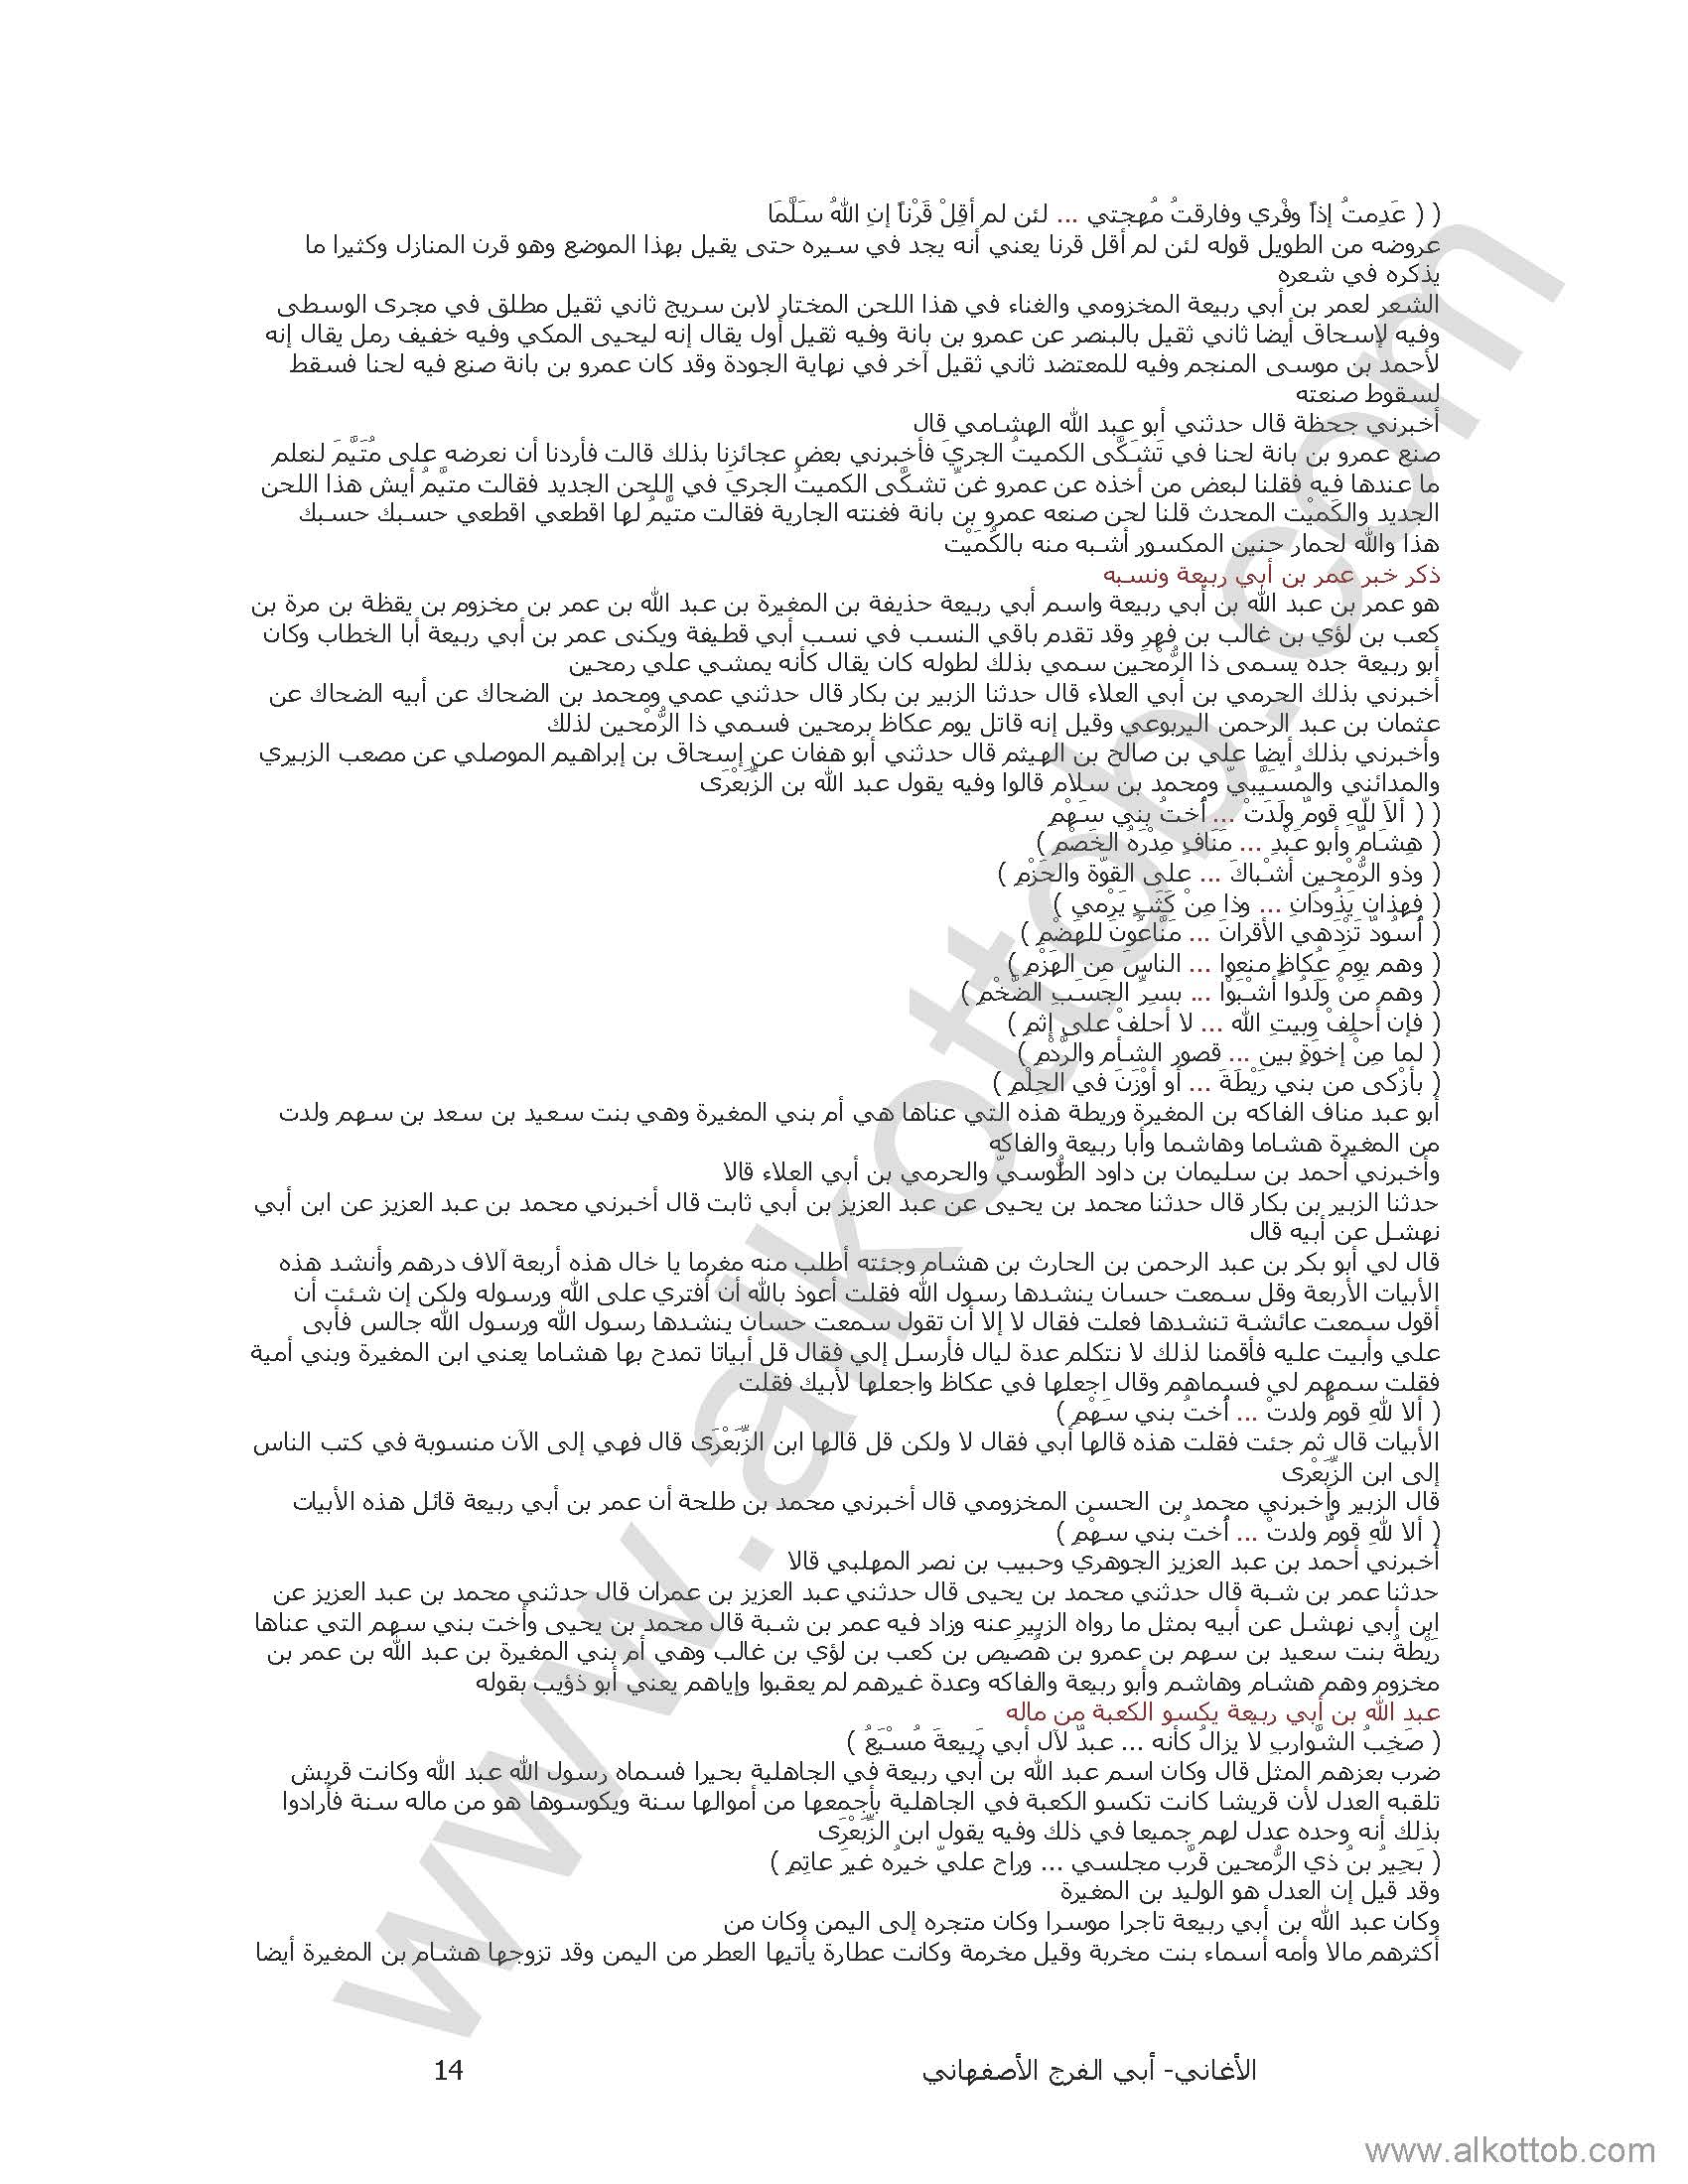 ( ( عَدِمتُ إذاً وفْري وفارقتُ مُهجتي ... لئن لم أقِلْ قَرْناً إنِ اللهُ سَلَّمَا
عروضه من الطويل قوله لئن لم أقل قرنا يعني أنه يجد في سيره حتى يقيل بهذا الموضع وهو قرن المنازل وكثيرا ما
يذكره في شعره
الشعر لعمر بن أبي ربيعة المخزومي والغناء في هذا اللحن المختار لابن سريج ثاني ثقيل مطلق في مجرى الوسطى
وفيه لإسحاق أيضا ثاني ثقيل بالبنصر عن عمرو بن بانة وفيه ثقيل أول يقال إنه ليحيى المكي وفيه خفيف رمل يقال إنه
لأحمد بن موسى المنجم وفيه للمعتضد ثاني ثقيل آخر في نهاية الجودة وقد كان عمرو بن بانة صنع فيه لحنا فسقط
لسقوط صنعته
أخبرني جحظة قال حدثني أبو عبد الله الهشامي قال
صنع عمرو بن بانة لحنا في تَشَكَّى الكميتُ الجريَ فأخبرني بعض عجائزنا بذلك قالت فأردنا أن نعرضه على مُتَيَّمَ لنعلم
ما عندها فيه فقلنا لبعض من أخذه عن عمرو غنِّ تشكَّى الكميتُ الجريَ في اللحن الجديد فقالت متيَّمُ أيش هذا اللحن
الجديد والكَميْت المحدث قلنا لحن صنعه عمرو بن بانة فغنته الجارية فقالت متيَّمُ لها اقطعي اقطعي حسبك حسبك
هذا والله لحمار حنين المكسور أشبه منه بالكُمَيْت
ذكر خبر عمر بن أبي ربيعة ونسبه
هو عمر بن عبد الله بن أبي ربيعة واسم أبي ربيعة حذيفة بن المغيرة بن عبد الله بن عمر بن مخزوم بن يقظة بن مرة بن
كعب بن لؤي بن غالب بن فهر وقد تقدم باقي النسب في نسب أبي قطيفة ويكنى عمر بن أبي ربيعة أبا الخطاب وكان
أبو ربيعة جده يسمى ذا الرُّمْحَين سمي بذلك لطوله كان يقال كأنه يمشي علي رمحين
أخبرني بذلك الحرمي بن أبي العلاء قال حدثنا الزبير بن بكار قال حدثني عمي ومحمد بن الضحاك عن أبيه الضحاك عن
عثمان بن عبد الرحمن اليربوعي وقيل إنه قاتل يوم عكاظ برمحين فسمي ذا الرُّمْحين لذلك
وأخبرني بذلك أيضا علي بن صالح بن الهيثم قال حدثني أبو هفان عن إسحاق بن إبراهيم الموصلي عن مصعب الزبيري
والمدائني والمُسَيَّبيّ ومحمد بن سلام قالوا وفيه يقول عبد الله بن الزِّبَعْرَى
( ( ألاَ للّهِ قومٌ ولَدَتْ ... أُختُ بنِي سَهْمِ
( هِشَامٌ وأبو عَبْدِ ... مَنَافٍ مِدْرَهُ الخَصْمِ )
( وذو الرُّمْحينِ أشْباكَ ... على القوّة والحَزْمِ )
( فهذانِ يَذُودَانِ ... وذا مِنْ كَثَبٍ يَرْمي )
( أُسُودٌ تَزْدَهي الأقرانَ ... مَنَّاعُونَ للهَضْمِ )
( وهم يومَ عُكاظٍ منعوا ... الناسَ من الهَزْمِ )
( وهم مَنْ وَلَدُوا أشْبَوْا ... بسِرِّ الحَسَبِ الضَّخْمِ )
( فإن أحلِفْ وبيتِ الله ... لا أحلفْ على إثمِ )
( لما مِنْ إخوَةٍ بين ... قصور الشأم والرَّدْمِ )
( بأزْكى من بني رَيْطَةَ ... أو أوْزَنَ في الحِلْمِ )
أبو عبد مناف الفاكه بن المغيرة وريطة هذه التي عناها هي أم بني المغيرة وهي بنت سعيد بن سعد بن سهم ولدت
من المغيرة هشاما وهاشما وأبا ربيعة والفاكه
وأخبرني أحمد بن سليمان بن داود الطُّوسيّ والحرمي بن أبي العلاء قالا
حدثنا الزبير بن بكار قال حدثنا محمد بن يحيى عن عبد العزيز بن أبي ثابت قال أخبرني محمد بن عبد العزيز عن ابن أبي
نهشل عن أبيه قال
قال لي أبو بكر بن عبد الرحمن بن الحارث بن هشام وجئته أطلب منه مغرما يا خال هذه أربعة آلاف درهم وأنشد هذه
الأبيات الأربعة وقل سمعت حسان ينشدها رسول الله فقلت أعوذ بالله أن أفتري على الله ورسوله ولكن إن شئت أن
أقول سمعت عائشة تنشدها فعلت فقال لا إلا أن تقول سمعت حسان ينشدها رسول الله ورسول الله جالس فأبى
علي وأبيت عليه فأقمنا لذلك لا نتكلم عدة ليال فأرسل إلي فقال قل أبياتا تمدح بها هشاما يعني ابن المغيرة وبني أمية
فقلت سمهم لي فسماهم وقال اجعلها في عكاظ واجعلها لأبيك فقلت
( ألا للهِ قومٌ ولدتْ ... أُختُ بني سَهْمِ )
الأبيات قال ثم جئت فقلت هذه قالها أبي فقال لا ولكن قل قالها ابن الزِّبَعْرَى قال فهي إلى الآن منسوبة في كتب الناس
إلى ابن الزِّبَعْرى
قال الزبير وأخبرني محمد بن الحسن المخزومي قال أخبرني محمد بن طلحة أن عمر بن أبي ربيعة قائل هذه الأبيات
( ألا للهِ قومٌ ولدتْ ... أُختُ بني سهْمِ )
أخبرني أحمد بن عبد العزيز الجوهري وحبيب بن نصر المهلبي قالا
حدثنا عمر بن شبة قال حدثني محمد بن يحيى قال حدثني عبد العزيز بن عمران قال حدثني محمد بن عبد العزيز عن
ابن أبي نهشل عن أبيه بمثل ما رواه الزبير عنه وزاد فيه عمر بن شبة قال محمد بن يحيى وأخت بني سهم التي عناها
رَيْطةُ بنت سعيد بن سهم بن عمرو بن هُصَيص بن كعب بن لؤي بن غالب وهي أم بني المغيرة بن عبد الله بن عمر بن
مخزوم وهم هشام وهاشم وأبو ربيعة والفاكه وعدة غيرهم لم يعقبوا وإياهم يعني أبو ذؤيب بقوله
عبد الله بن أبي ربيعة يكسو الكعبة من ماله
( صَخِبُ الشَّواربِ لا يزالُ كأنه ... عبدٌ لآل أبي رَبِيعةَ مُسْبَعُ )
ضرب بعزهم المثل قال وكان اسم عبد الله بن أبي ربيعة في الجاهلية بحيرا فسماه رسول الله عبد الله وكانت قريش
تلقبه العدل لأن قريشا كانت تكسو الكعبة في الجاهلية بأجمعها من أموالها سنة ويكوسوها هو من ماله سنة فأرادوا
بذلك أنه وحده عدل لهم جميعا في ذلك وفيه يقول ابن الزِّبَعْرَى
( بَحِيرُ بنُ ذي الرُّمحين قرَّب مجلسي ... وراح عليّ خيرُه غيرَ عاتِمِ )
وقد قيل إن العدل هو الوليد بن المغيرة
وكان عبد الله بن أبي ربيعة تاجرا موسرا وكان متجره إلى اليمن وكان من
أكثرهم مالا وأمه أسماء بنت مخربة وقيل مخرمة وكانت عطارة يأتيها العطر من اليمن وقد تزوجها هشام بن المغيرة أيضا
الأغاني- أبي الفرج الأصفهاني 14
www.alkottob.com
www.alkottob.com